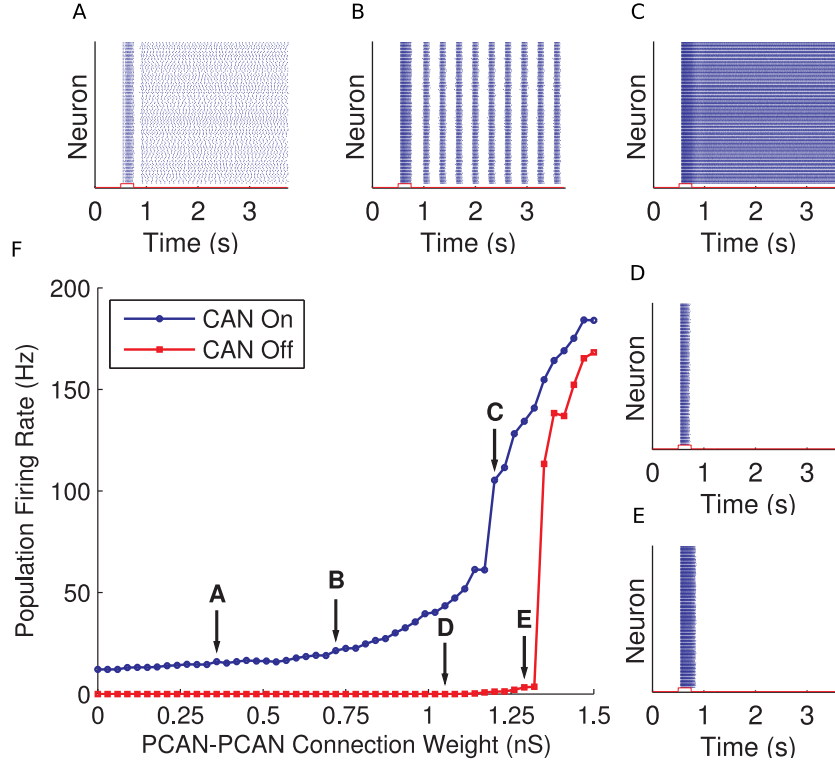 A
B
C
Neuron
Neuron
Neuron
0 1 2 3
0 1 2 3
0 1 2 3
Time (s)
Time (s)
Time (s)
F
D
200
150
100
50
0
Population Firing Rate (Hz)
CAN On
CAN Off
A
B
C
D
E
0 0.25 0.5 0.75 1 1.25 1.5
PCAN-PCAN Connection Weight (nS)
Neuron
0 1 2 3
Time (s)
E
Neuron
0 1 2 3
Time (s)